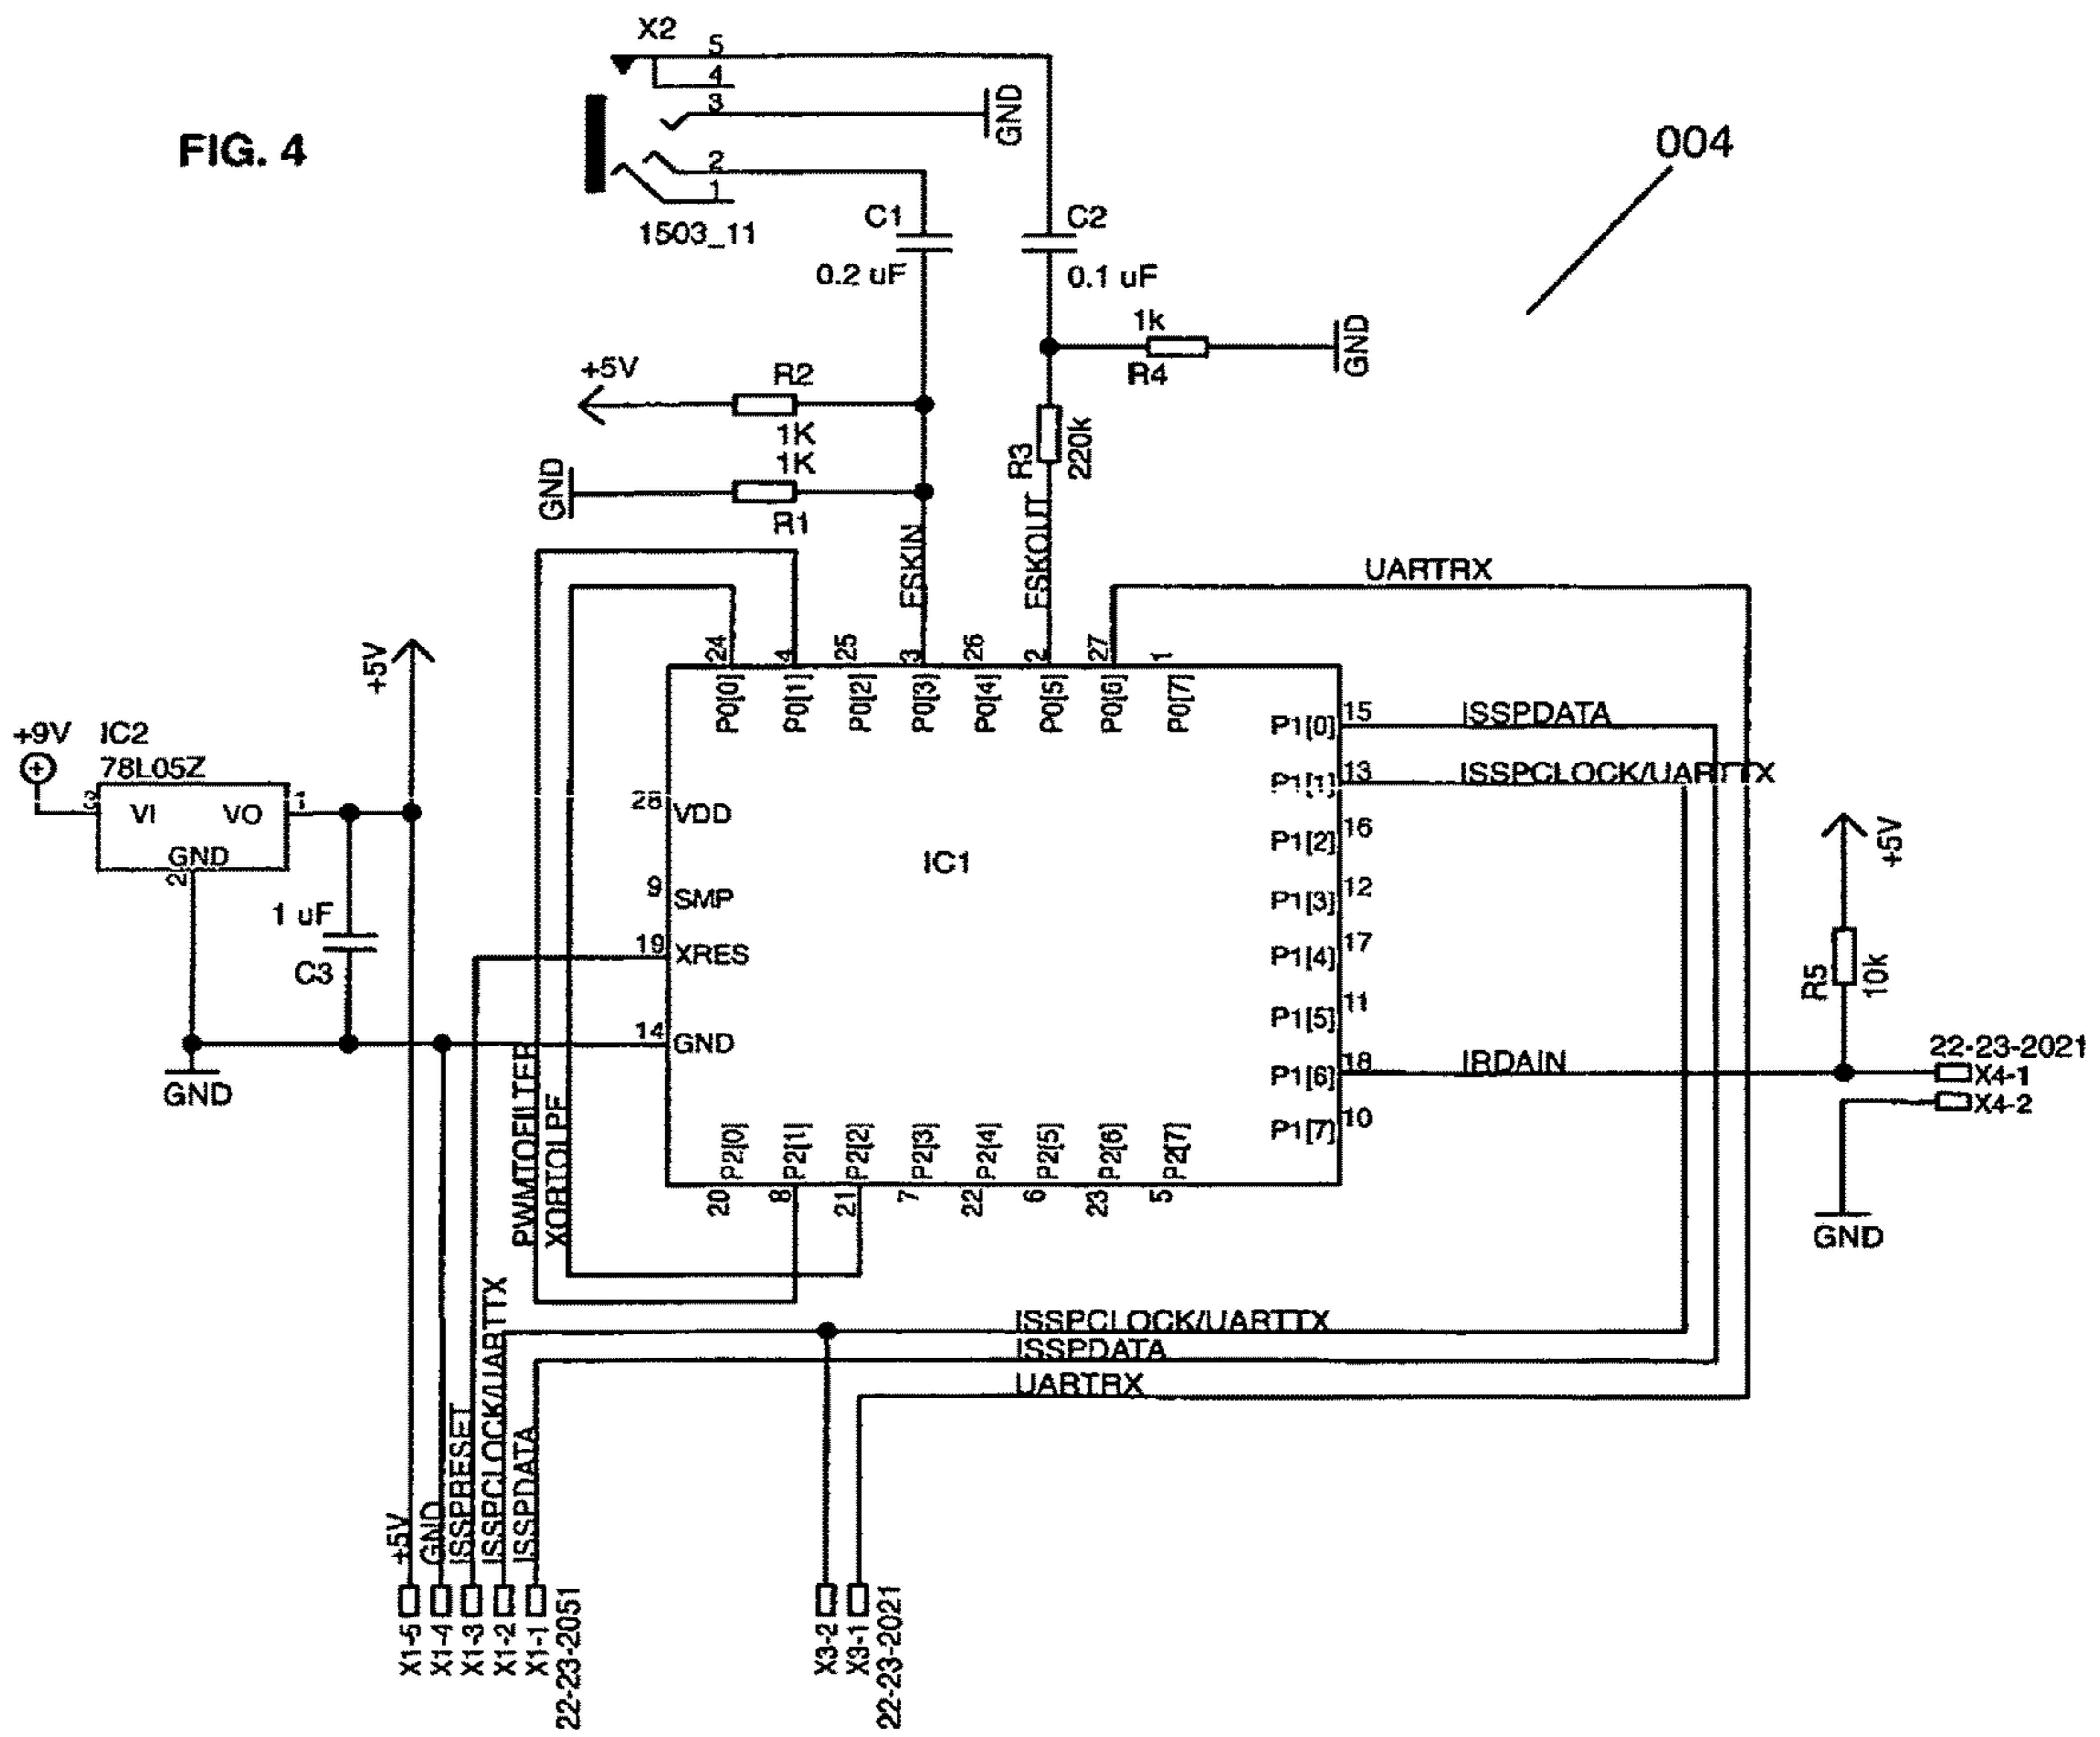 X2
5
4
3
2
1
1503_11
GND
FIG. 4
004
C1
0.2 uF
C2
0.1 uF
1k
R4
GND
+5V
R2
1K
1K
R1
GND
R3
220k
FSKIN
FSKOUT
UARTRX
24
4
25
3
26
2
27
1
P0[0]
P0[1]
P0[2]
P0[3]
P0[4]
P0[5]
P0[6]
P0[7]
+5V
+9V
IC2
78L05Z
3
VI
VO
1
GND
2
1 uF
C3
GND
28
VDD
9
SMP
19
XRES
14
GND
IC1
P1[0]
15
ISSPDATA
P1[1]
13
ISSPCLOCK/UARTTX
P1[2]
16
P1[3]
12
P1[4]
17
P1[5]
11
P1[6]
18
IRDAIN
P1[7]
10
+5V
R5
10k
22-23-2021
X4-1
X4-2
GND
P2[0]
P2[1]
P2[2]
P2[3]
P2[4]
P2[5]
P2[6]
P2[7]
20
8
21
7
22
6
23
5
PWMTOFILTER
XORTOLPF
ISSPCLOCK/UARTTX
ISSPDATA
UARTRX
+5V
GND
ISSPRESET
ISSPCLOCK/UARTTX
ISSPDATA
X1-5
X1-4
X1-3
X1-2
X1-1
22-23-2051
X3-2
X3-1
22-23-2021